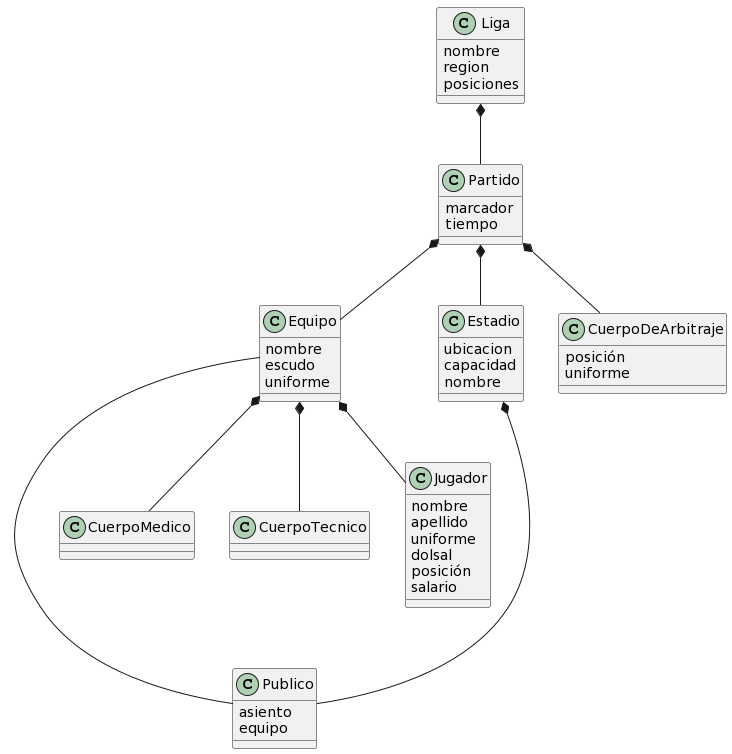 C Liga
nombre
region
posiciones
C Partido
marcador
tiempo
C Equipo
nombre
escudo
uniforme
C Estadio
ubicacion
capacidad
nombre
C CuerpoDeArbitraje
posición
uniforme
C CuerpoMedico
C CuerpoTecnico
C Jugador
nombre
apellido
uniforme
dolsal
posición
salario
C Publico
asiento
equipo